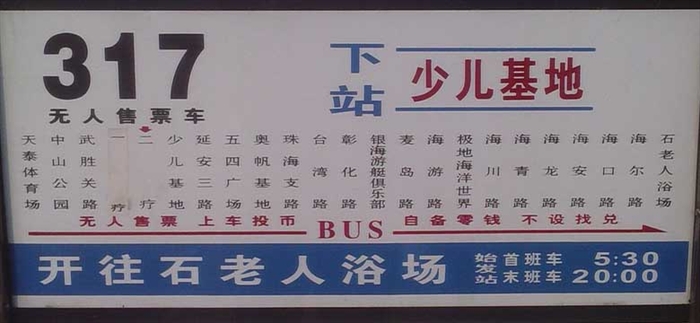 317
无人售票车
下站
少儿基地
天泰体育场
中山公园
武胜关路
一疗
二疗
少儿基地
延安三路
五四广场
奥帆基地
珠海支路
台湾路
彰化路
银海游艇俱乐部
麦岛路
海游路
极地海洋世界
海川路
海青路
海龙路
海安路
海口路
海尔路
石老人浴场
无人售票 上车投币 BUS 自备零钱 不设找兑
开往石老人浴场
始发站
首班车 5:30
末班车 20:00